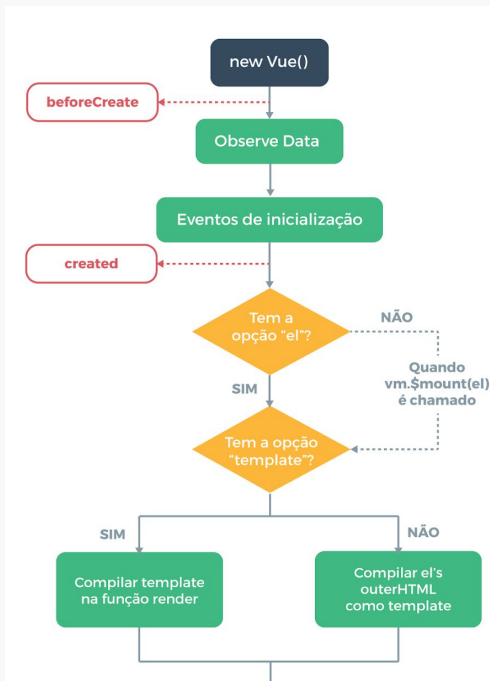 new Vue()
beforeCreate
Observe Data
Eventos de inicialização
created
Tem a
opção "el"?
NÃO
Quando
vm.$mount(el)
é chamado
SIM
Tem a opção
"template"?
SIM
NÃO
Compilar template
na função render
Compilar el's
outerHTML
como template